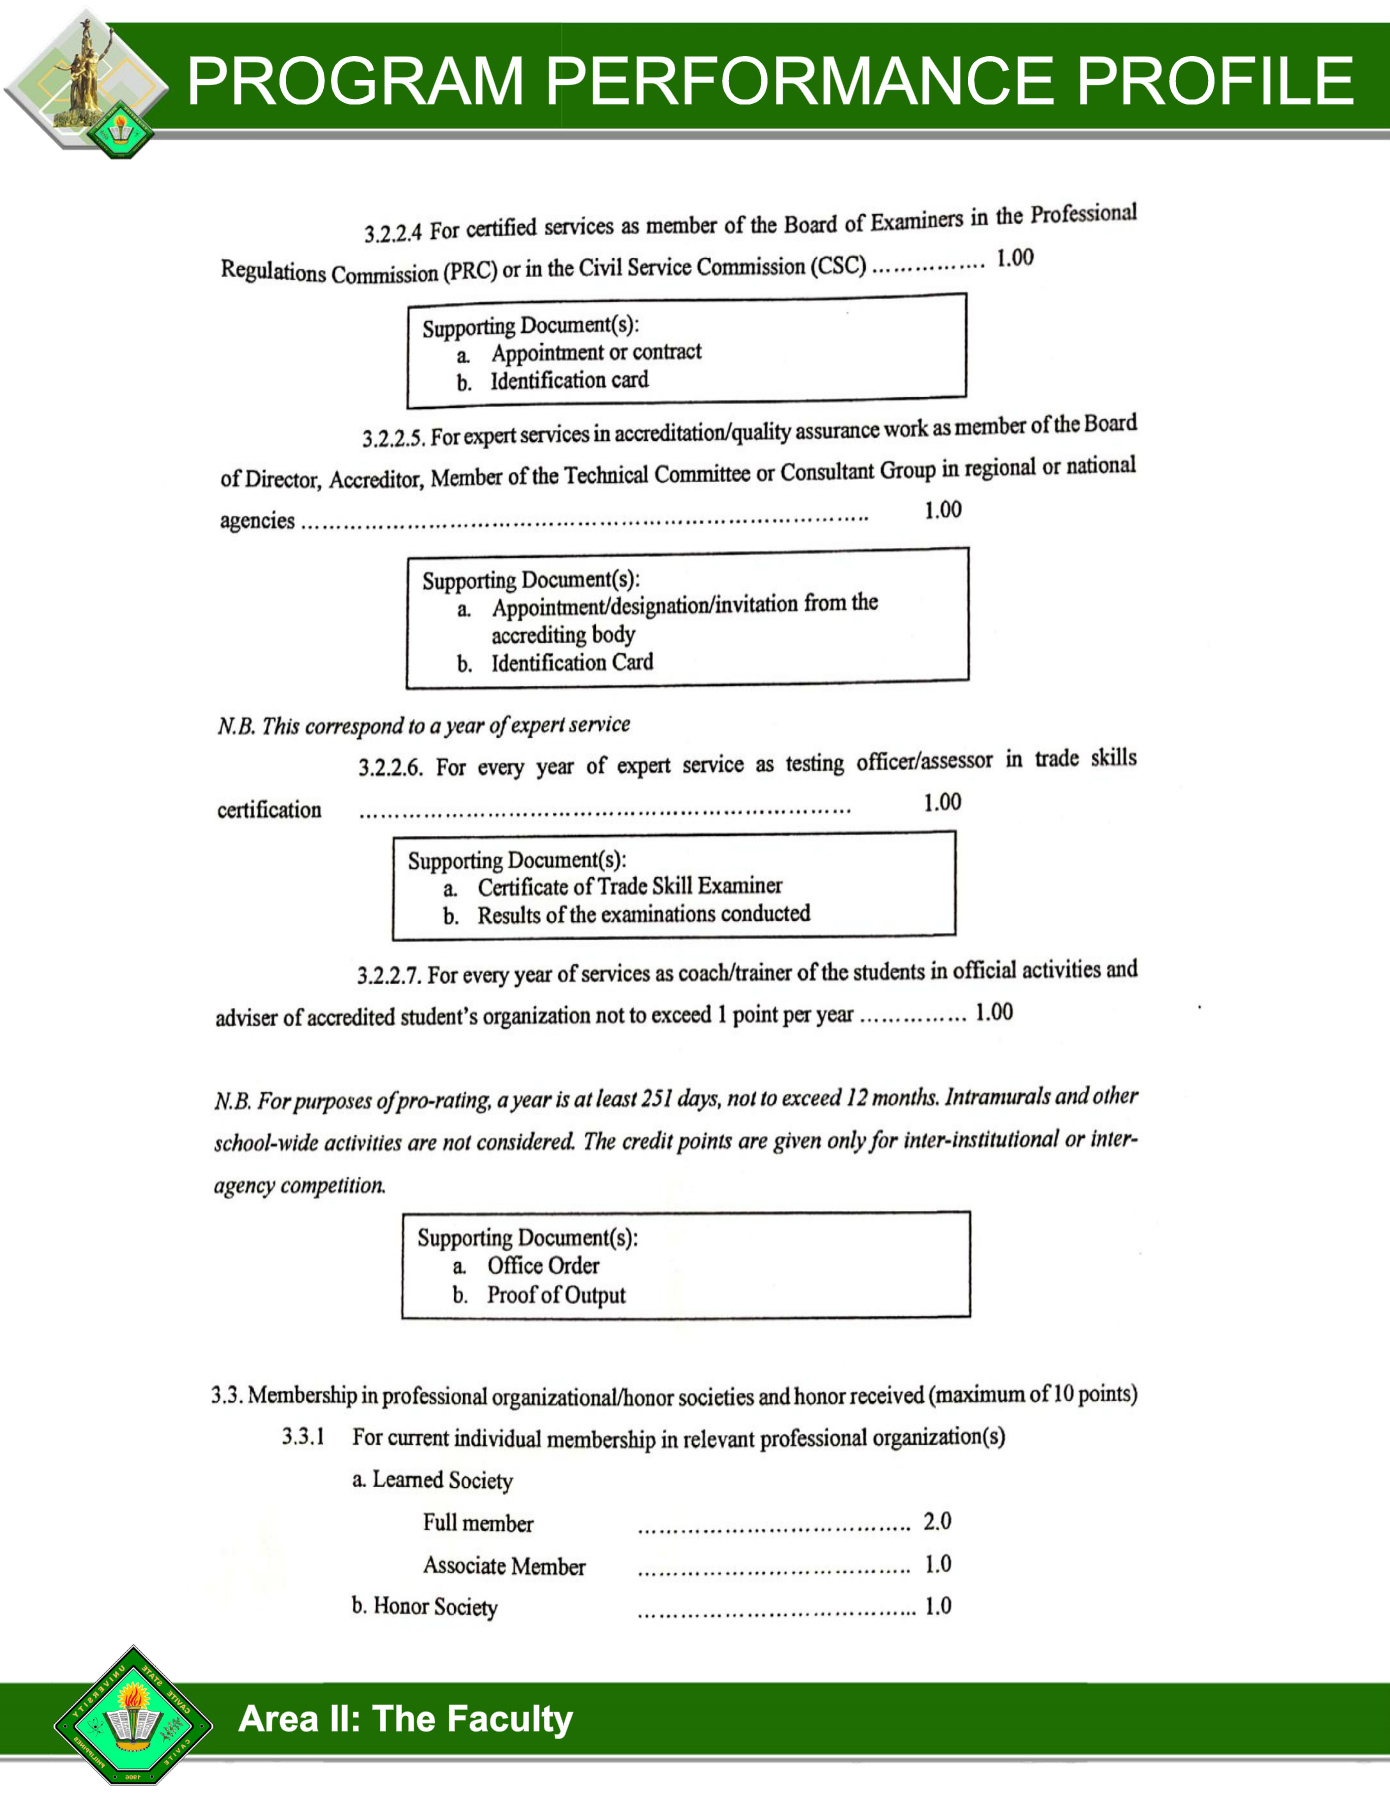 PROGRAM PERFORMANCE PROFILE
3.2.2.4 For certified services as member of the Board of Examiners in the Professional
Regulations Commission (PRC) or in the Civil Service Commission (CSC) ................ 1.00
Supporting Document(s):
a. Appointment or contract
b. Identification card
3.2.2.5. For expert services in accreditation/quality assurance work as member of the Board
of Director, Accreditor, Member of the Technical Committee or Consultant Group in regional or national
agencies ................................................................................ 1.00
Supporting Document(s):
a. Appointment/designation/invitation from the
accrediting body
b. Identification Card
N.B. This correspond to a year of expert service
3.2.2.6. For every year of expert service as testing officer/assessor in trade skills
certification ..................................................................... 1.00
Supporting Document(s):
a. Certificate of Trade Skill Examiner
b. Results of the examinations conducted
3.2.2.7. For every year of services as coach/trainer of the students in official activities and
adviser of accredited student's organization not to exceed 1 point per year ............... 1.00
N.B. For purposes of pro-rating, a year is at least 251 days, not to exceed 12 months. Intramurals and other
school-wide activities are not considered. The credit points are given only for inter-institutional or inter-
agency competition.
Supporting Document(s):
a. Office Order
b. Proof of Output
3.3. Membership in professional organizational/honor societies and honor received (maximum of 10 points)
3.3.1 For current individual membership in relevant professional organization(s)
a. Learned Society
Full member ...................................... 2.0
Associate Member ...................................... 1.0
b. Honor Society ....................................... 1.0
CAVITE STATE UNIVERSITY
CAVITE
PHILIPPINES
1906
Area II: The Faculty